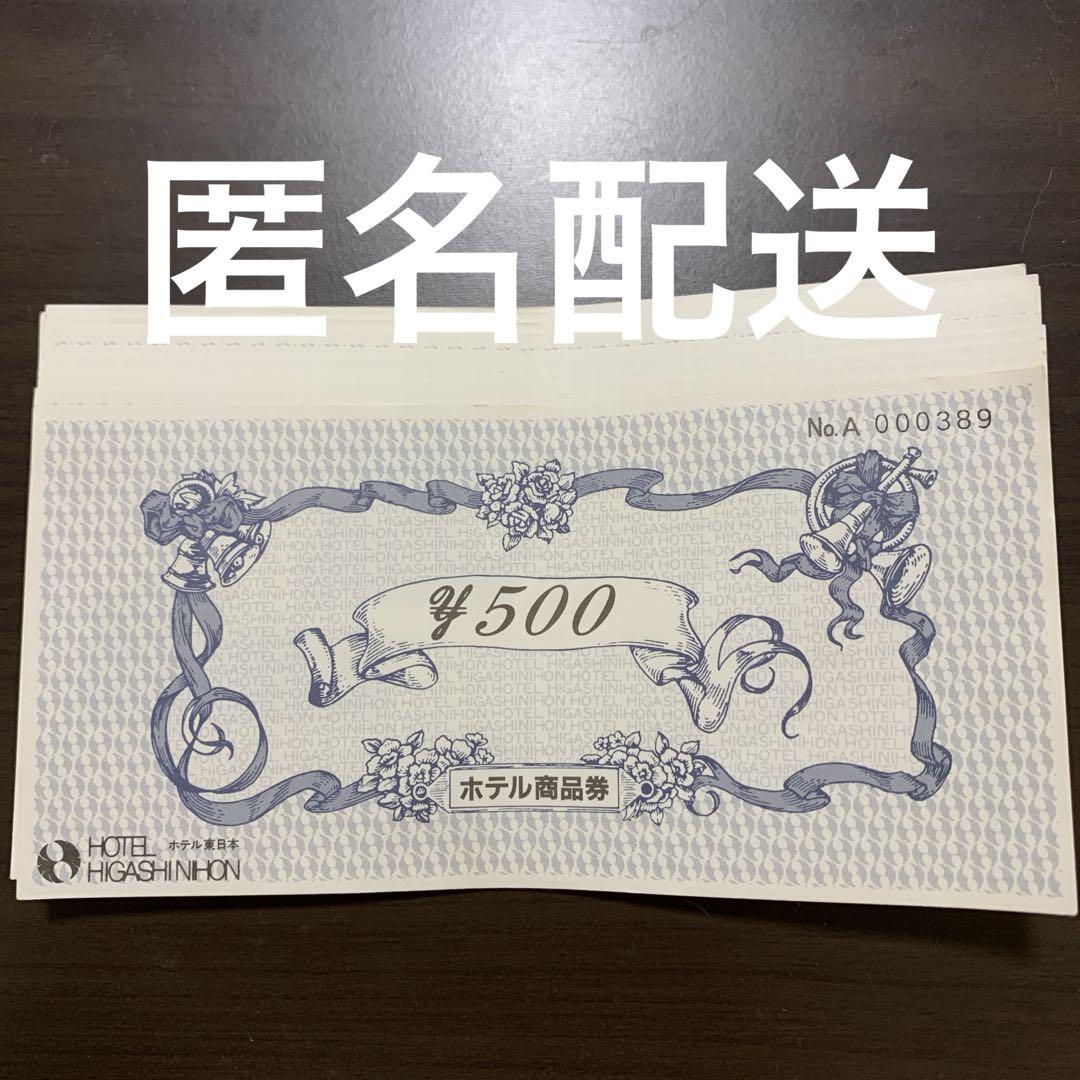 匿名配送
No. A 000389
¥500
ホテル商品券
HOTEL ホテル東日本
HIGASHI NIHON